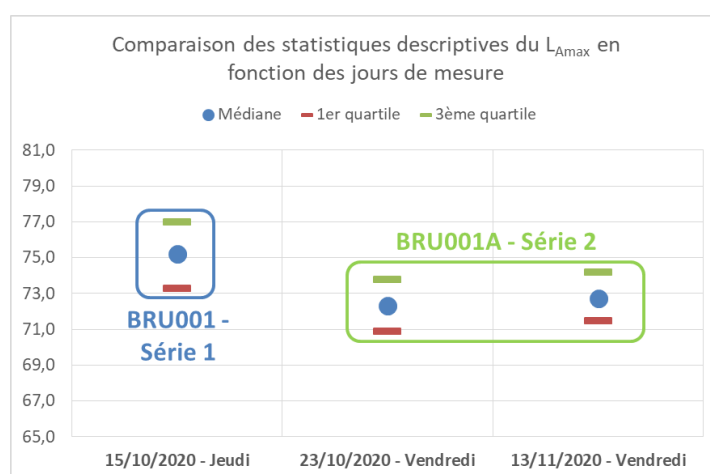 Comparaison des statistiques descriptives du LAmax en
fonction des jours de mesure
Médiane 1er quartile 3ème quartile
81,0
79,0
77,0
75,0
73,0
71,0
69,0
67,0
65,0
BRU001 -
Série 1
BRU001A - Série 2
15/10/2020 - Jeudi 23/10/2020 - Vendredi 13/11/2020 - Vendredi